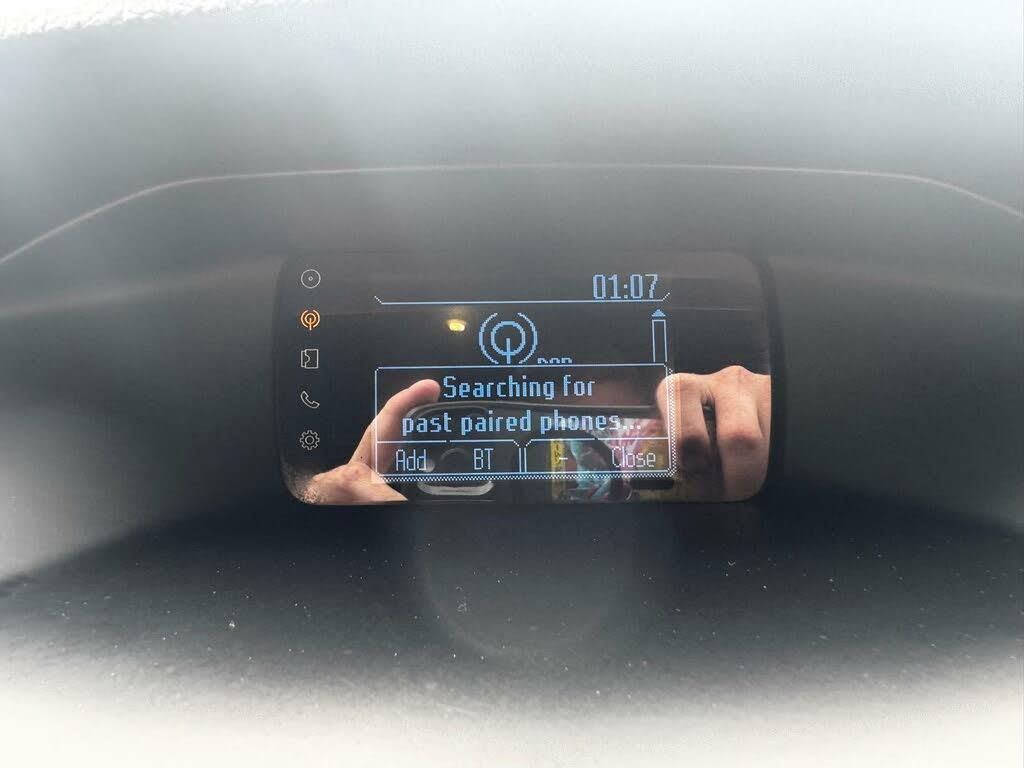 01:07
Searching for
past paired phones...
Add BT - Close